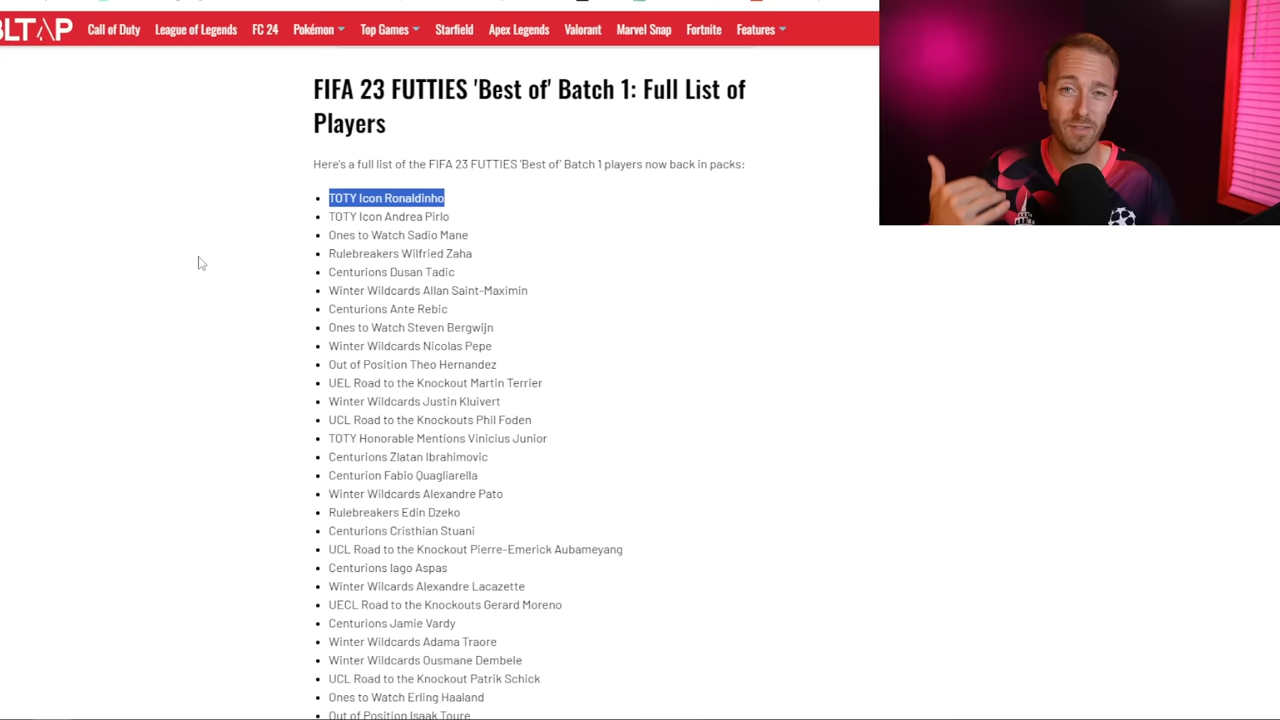 BLTAP Call of Duty League of Legends FC 24 Pokémon Top Games Starfield Apex Legends Valorant Marvel Snap Fortnite Features
FIFA 23 FUTTIES 'Best of' Batch 1: Full List of
Players
Here's a full list of the FIFA 23 FUTTIES 'Best of' Batch 1 players now back in packs:
TOTY Icon Ronaldinho
TOTY Icon Andrea Pirlo
Ones to Watch Sadio Mane
Rulebreakers Wilfried Zaha
Centurions Dusan Tadic
Winter Wildcards Allan Saint-Maximin
Centurions Ante Rebic
Ones to Watch Steven Bergwijn
Winter Wildcards Nicolas Pepe
Out of Position Theo Hernandez
UEL Road to the Knockout Martin Terrier
Winter Wildcards Justin Kluivert
UCL Road to the Knockouts Phil Foden
TOTY Honorable Mentions Vinicius Junior
Centurions Zlatan Ibrahimovic
Centurion Fabio Quagliarella
Winter Wildcards Alexandre Pato
Rulebreakers Edin Dzeko
Centurions Cristhian Stuani
UCL Road to the Knockout Pierre-Emerick Aubameyang
Centurions Iago Aspas
Winter Wilcards Alexandre Lacazette
UECL Road to the Knockouts Gerard Moreno
Centurions Jamie Vardy
Winter Wildcards Adama Traore
Winter Wildcards Ousmane Dembele
UCL Road to the Knockout Patrik Schick
Ones to Watch Erling Haaland
Out of Position Isaak Toure